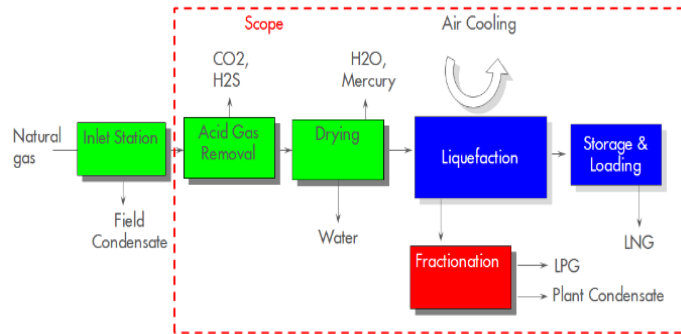 Scope
Air Cooling
CO2,
H2S
H2O,
Mercury
Natural
gas
Inlet Station
Acid Gas
Removal
Drying
Liquefaction
Storage &
Loading
Field
Condensate
Water
LNG
Fractionation
LPG
Plant Condensate